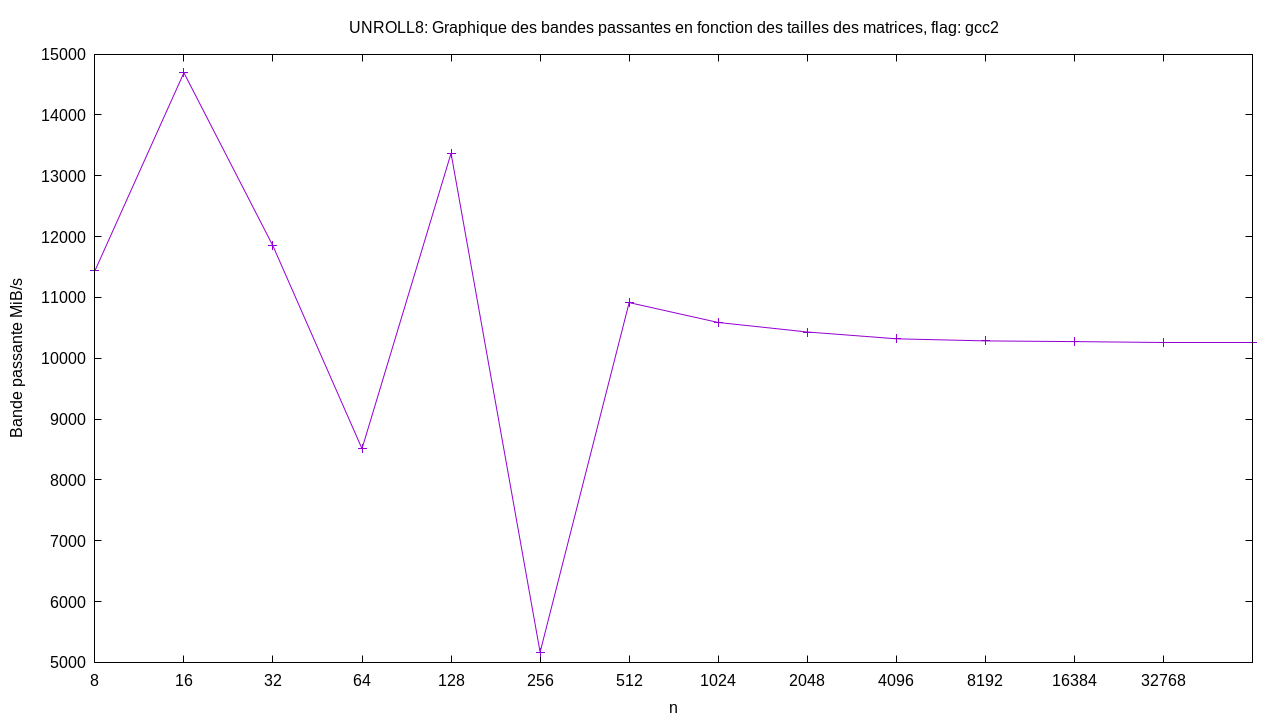 UNROLL8: Graphique des bandes passantes en fonction des tailles des matrices, flag: gcc2
15000
14000
13000
12000
11000
10000
9000
8000
7000
6000
5000
Bande passante MiB/s
8 16 32 64 128 256 512 1024 2048 4096 8192 16384 32768
n